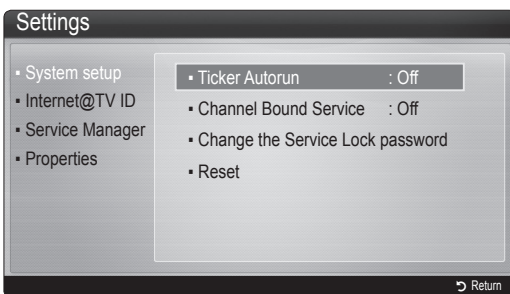 Settings
▪ System setup
▪ Internet@TV ID
▪ Service Manager
▪ Properties
▪ Ticker Autorun : Off
▪ Channel Bound Service : Off
▪ Change the Service Lock password
▪ Reset
Return